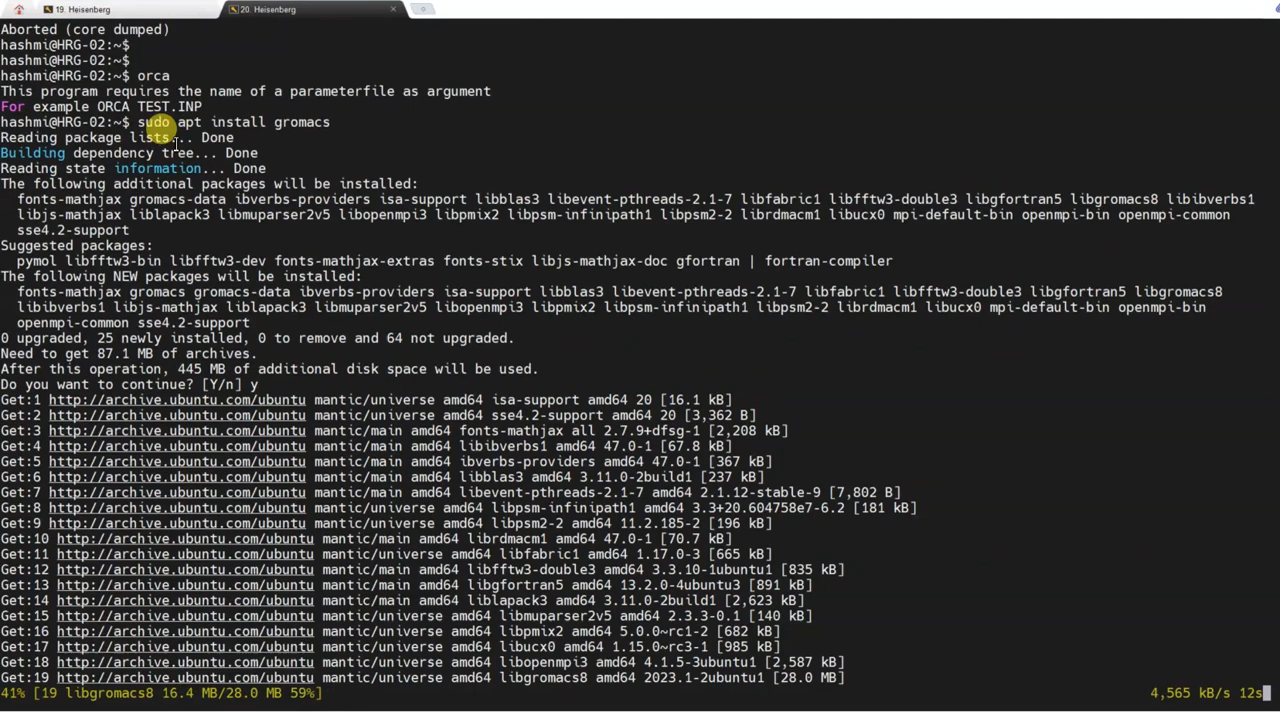 19. Heisenberg
20. Heisenberg
Aborted (core dumped)
hashmi@HRG-02:~$
hashmi@HRG-02:~$
hashmi@HRG-02:~$ orca
This program requires the name of a parameterfile as argument
For example ORCA TEST.INP
hashmi@HRG-02:~$ sudo apt install gromacs
Reading package lists... Done
Building dependency tree... Done
Reading state information... Done
The following additional packages will be installed:
fonts-mathjax gromacs-data ibverbs-providers isa-support libblas3 libevent-pthreads-2.1-7 libfabric1 libfftw3-double3 libgfortran5 libgromacs8 libibverbs1
libjs-mathjax liblapack3 libmuparser2v5 libopenmpi3 libpmix2 libpsm-infinipath1 libpsm2-2 librdmacm1 libucx0 mpi-default-bin openmpi-bin openmpi-common
sse4.2-support
Suggested packages:
pymol libfftw3-bin libfftw3-dev fonts-mathjax-extras fonts-stix libjs-mathjax-doc gfortran | fortran-compiler
The following NEW packages will be installed:
fonts-mathjax gromacs gromacs-data ibverbs-providers isa-support libblas3 libevent-pthreads-2.1-7 libfabric1 libfftw3-double3 libgfortran5 libgromacs8
libibverbs1 libjs-mathjax liblapack3 libmuparser2v5 libopenmpi3 libpmix2 libpsm-infinipath1 libpsm2-2 librdmacm1 libucx0 mpi-default-bin openmpi-bin
openmpi-common sse4.2-support
0 upgraded, 25 newly installed, 0 to remove and 64 not upgraded.
Need to get 87.1 MB of archives.
After this operation, 445 MB of additional disk space will be used.
Do you want to continue? [Y/n] y
Get:1 http://archive.ubuntu.com/ubuntu mantic/universe amd64 isa-support amd64 20 [16.1 kB]
Get:2 http://archive.ubuntu.com/ubuntu mantic/universe amd64 sse4.2-support amd64 20 [3,362 B]
Get:3 http://archive.ubuntu.com/ubuntu mantic/main amd64 fonts-mathjax all 2.7.9+dfsg-1 [2,208 kB]
Get:4 http://archive.ubuntu.com/ubuntu mantic/main amd64 libibverbs1 amd64 47.0-1 [67.8 kB]
Get:5 http://archive.ubuntu.com/ubuntu mantic/main amd64 ibverbs-providers amd64 47.0-1 [367 kB]
Get:6 http://archive.ubuntu.com/ubuntu mantic/main amd64 libblas3 amd64 3.11.0-2build1 [237 kB]
Get:7 http://archive.ubuntu.com/ubuntu mantic/main amd64 libevent-pthreads-2.1-7 amd64 2.1.12-stable-9 [7,802 B]
Get:8 http://archive.ubuntu.com/ubuntu mantic/universe amd64 libpsm-infinipath1 amd64 3.3+20.604758e7-6.2 [181 kB]
Get:9 http://archive.ubuntu.com/ubuntu mantic/universe amd64 libpsm2-2 amd64 11.2.185-2 [196 kB]
Get:10 http://archive.ubuntu.com/ubuntu mantic/main amd64 librdmacm1 amd64 47.0-1 [70.7 kB]
Get:11 http://archive.ubuntu.com/ubuntu mantic/universe amd64 libfabric1 amd64 1.17.0-3 [665 kB]
Get:12 http://archive.ubuntu.com/ubuntu mantic/main amd64 libfftw3-double3 amd64 3.3.10-1ubuntu1 [835 kB]
Get:13 http://archive.ubuntu.com/ubuntu mantic/main amd64 libgfortran5 amd64 13.2.0-4ubuntu3 [891 kB]
Get:14 http://archive.ubuntu.com/ubuntu mantic/main amd64 liblapack3 amd64 3.11.0-2build1 [2,623 kB]
Get:15 http://archive.ubuntu.com/ubuntu mantic/universe amd64 libmuparser2v5 amd64 2.3.3-0.1 [140 kB]
Get:16 http://archive.ubuntu.com/ubuntu mantic/universe amd64 libpmix2 amd64 5.0.0~rc1-2 [682 kB]
Get:17 http://archive.ubuntu.com/ubuntu mantic/universe amd64 libucx0 amd64 1.15.0~rc3-1 [985 kB]
Get:18 http://archive.ubuntu.com/ubuntu mantic/universe amd64 libopenmpi3 amd64 4.1.5-3ubuntu1 [2,587 kB]
Get:19 http://archive.ubuntu.com/ubuntu mantic/universe amd64 libgromacs8 amd64 2023.1-2ubuntu1 [28.0 MB]
41% [19 libgromacs8 16.4 MB/28.0 MB 59%] 4,565 kB/s 12s